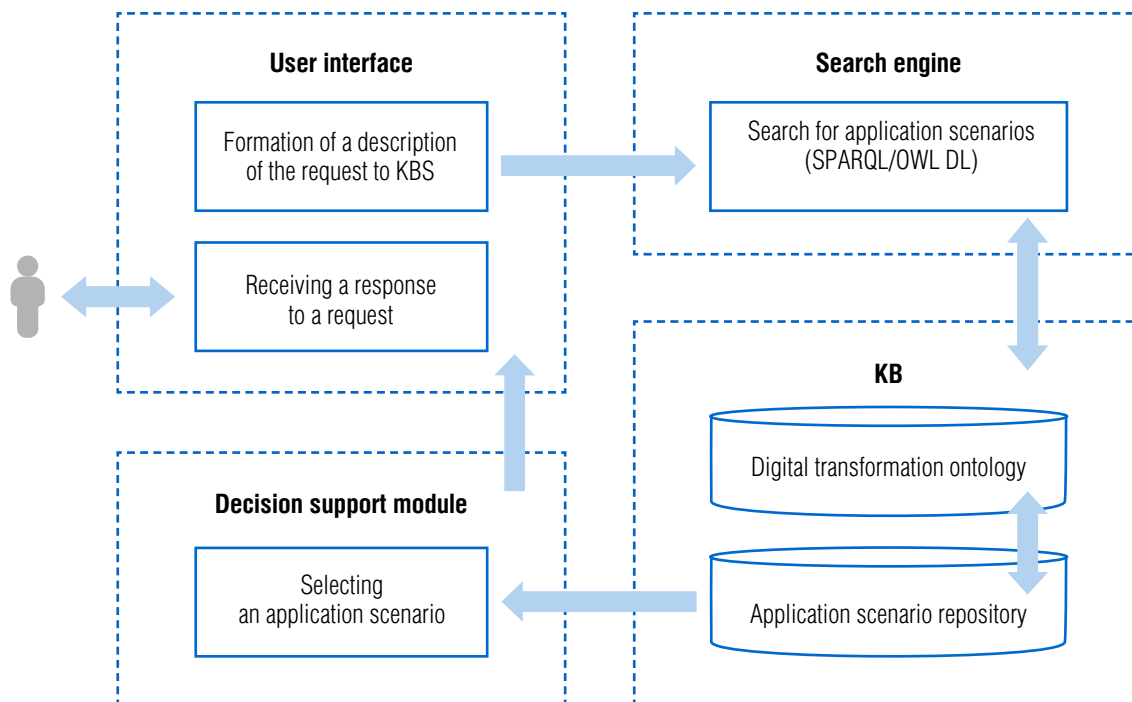 User interface
Formation of a description
of the request to KBS
Receiving a response
to a request
Search engine
Search for application scenarios
(SPARQL/OWL DL)
KB
Digital transformation ontology
Application scenario repository
Decision support module
Selecting
an application scenario